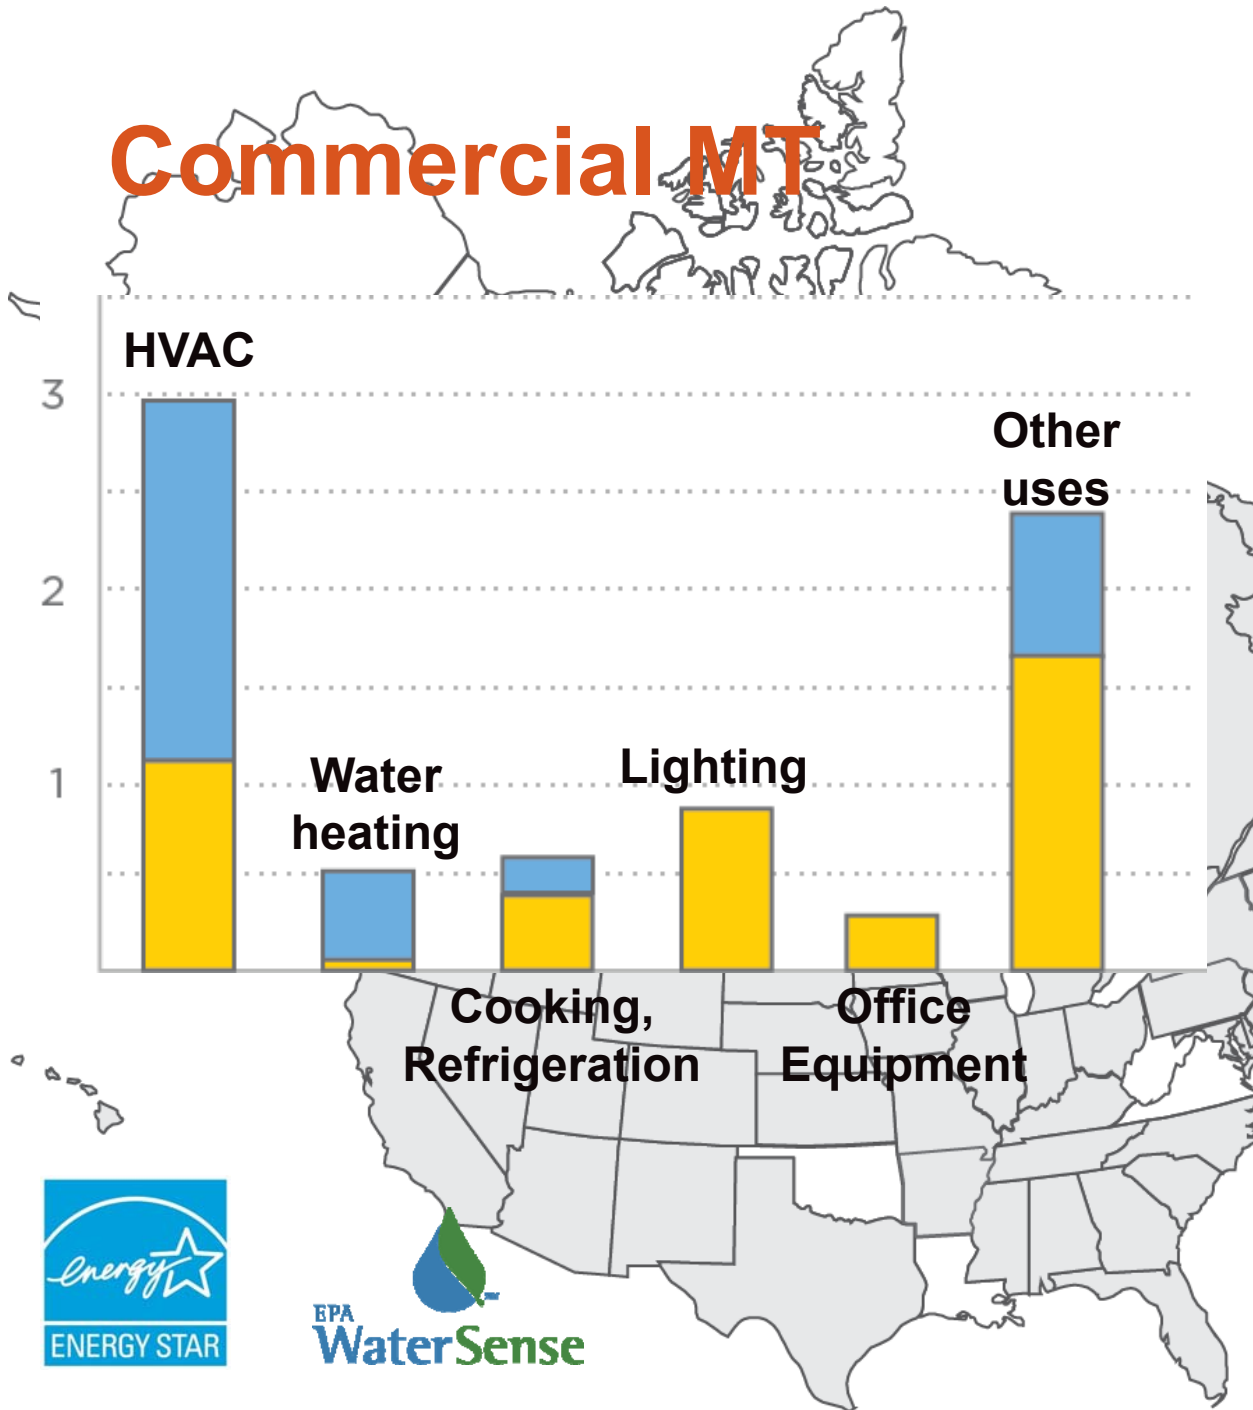 Commercial MT
HVAC
3
Other
uses
2
1
Water
heating
Lighting
Cooking,
Refrigeration
Office
Equipment
energy
ENERGY STAR
EPA
WaterSense